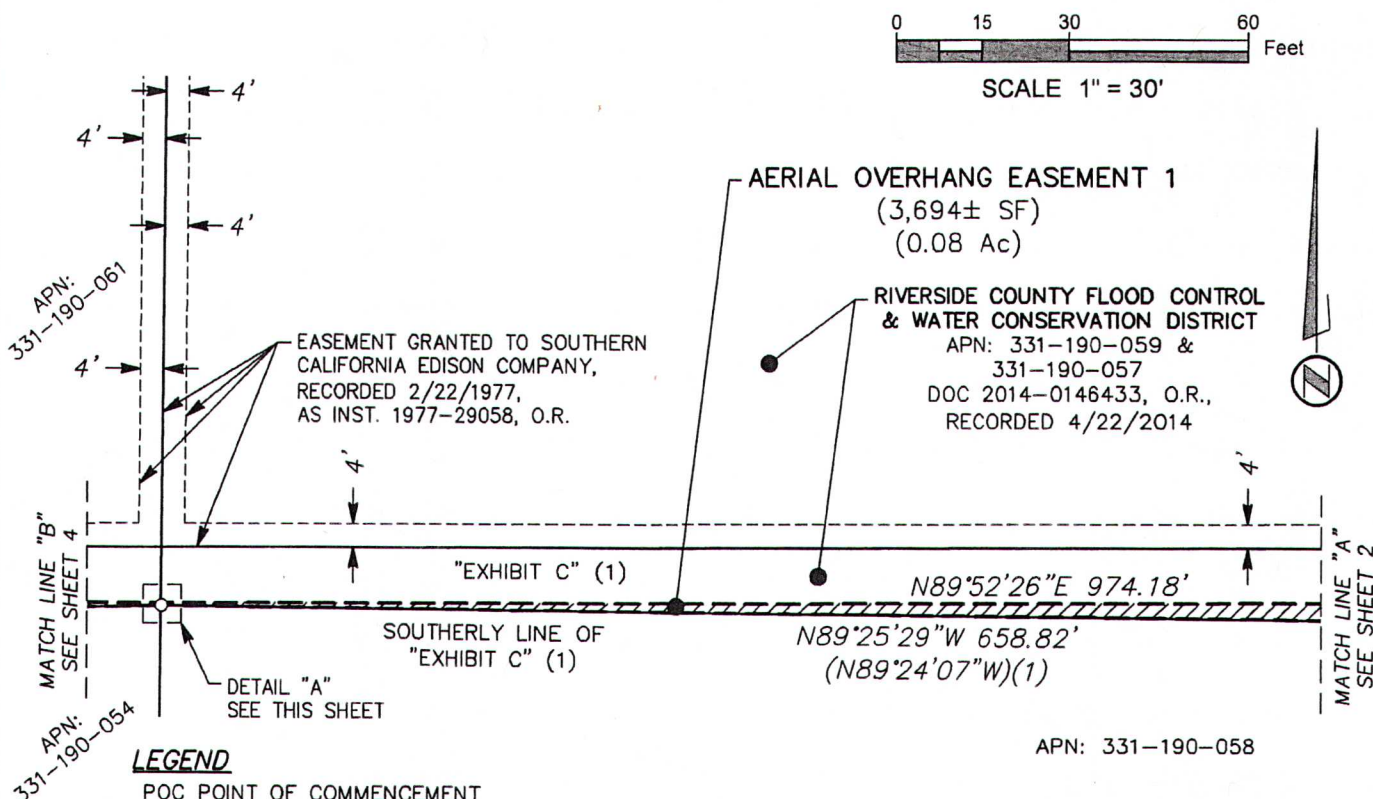 0 15 30 60
Feet
SCALE 1" = 30'
4'
4'
4'
4'
APN:
331-190-061
AERIAL OVERHANG EASEMENT 1
(3,694± SF)
(0.08 Ac)
RIVERSIDE COUNTY FLOOD CONTROL
& WATER CONSERVATION DISTRICT
APN: 331-190-059 &
331-190-057
DOC 2014-0146433, O.R.,
RECORDED 4/22/2014
N
EASEMENT GRANTED TO SOUTHERN
CALIFORNIA EDISON COMPANY,
RECORDED 2/22/1977,
AS INST. 1977-29058, O.R.
4'
4'
MATCH LINE "B"
SEE SHEET 4
"EXHIBIT C" (1)
N89°52'26"E 974.18'
MATCH LINE "A"
SEE SHEET 2
SOUTHERLY LINE OF
"EXHIBIT C" (1)
N89°25'29"W 658.82'
(N89°24'07"W)(1)
DETAIL "A"
SEE THIS SHEET
APN:
331-190-054
APN: 331-190-058
LEGEND
POC POINT OF COMMENCEMENT